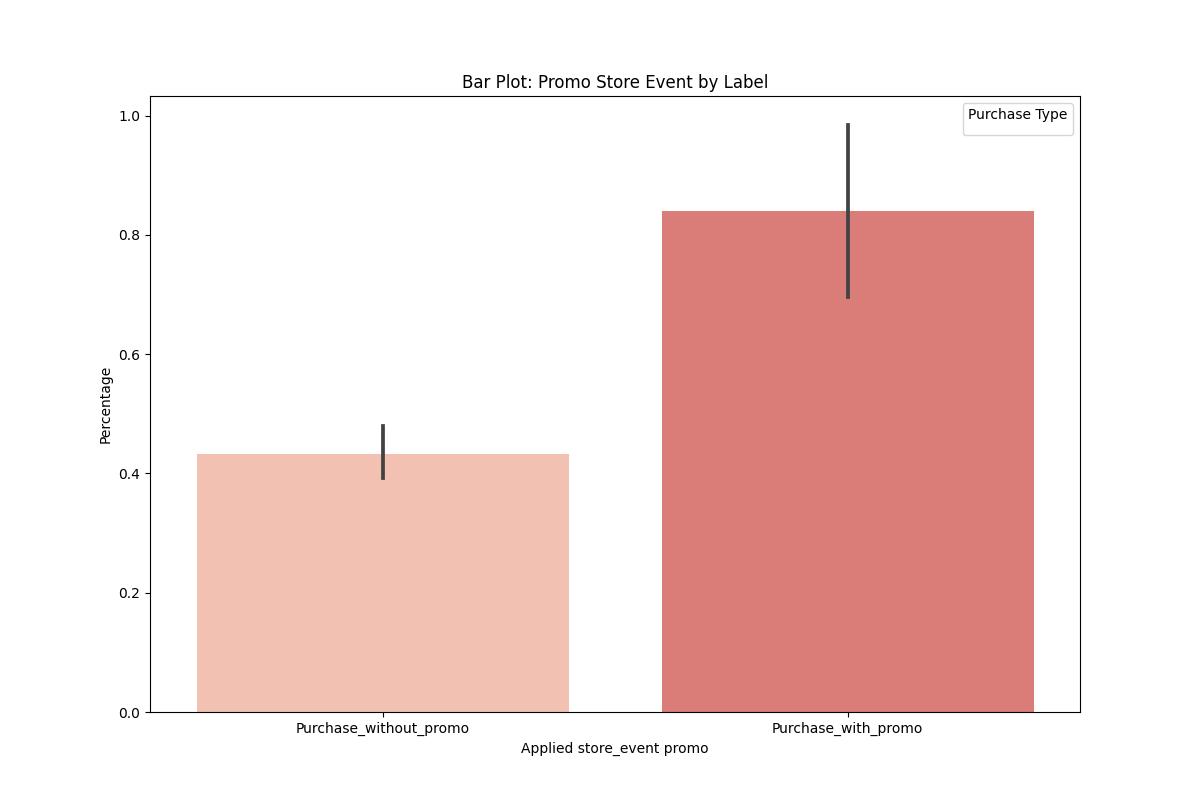 Bar Plot: Promo Store Event by Label
Purchase Type
1.0
0.8
0.6
0.4
0.2
0.0
Percentage
Purchase_without_promo
Purchase_with_promo
Applied store_event promo